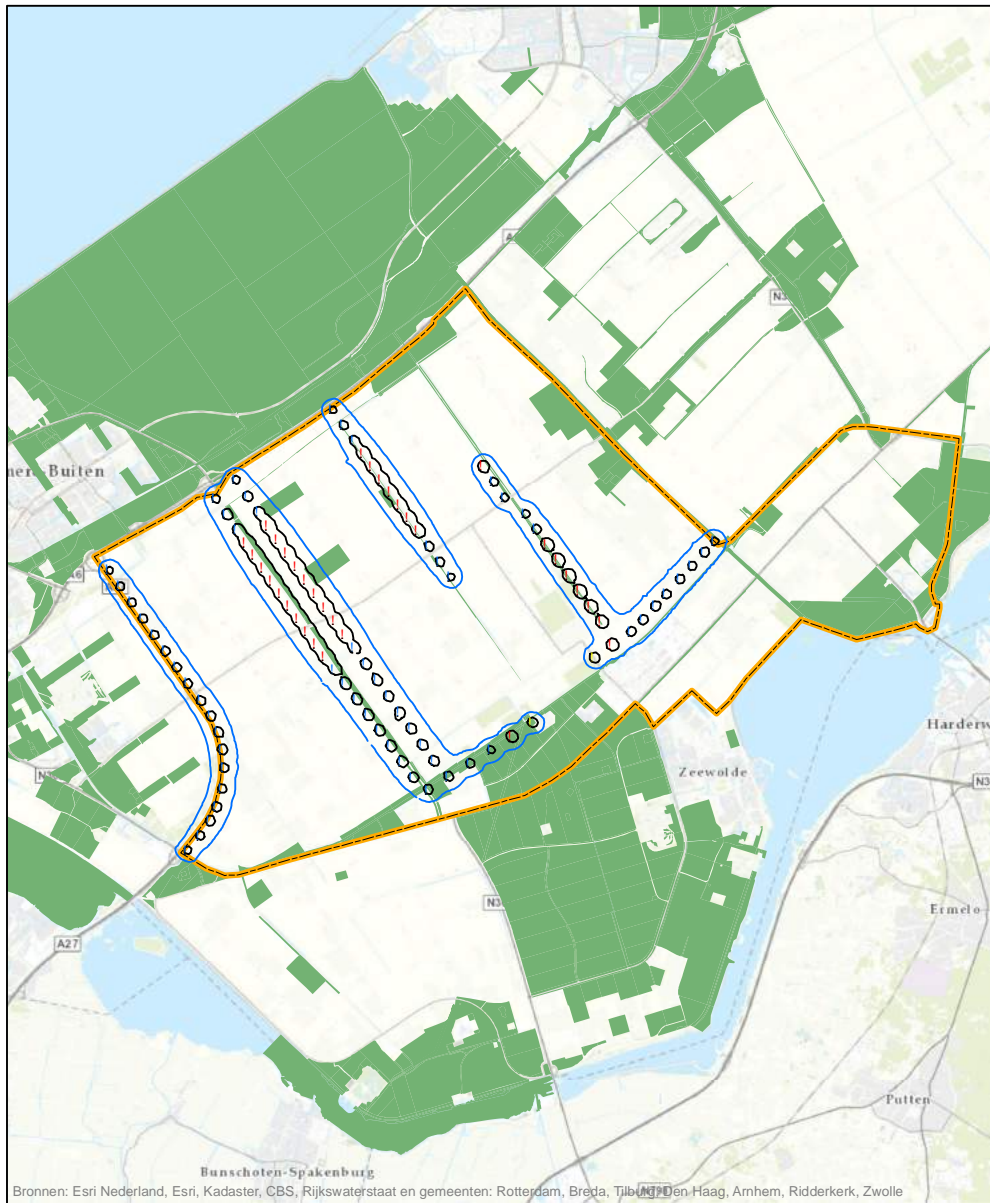 A
N3
mere-Buiten
A6
Harderw
N3
Zeewolde
N3
Ermelo
A27
Putten
Bunschoten-Spakenburg
Bronnen: Esri Nederland, Esri, Kadaster, CBS, Rijkswaterstaat en gemeenten: Rotterdam, Breda, Tilburg, Den Haag, Arnhem, Ridderkerk, Zwolle